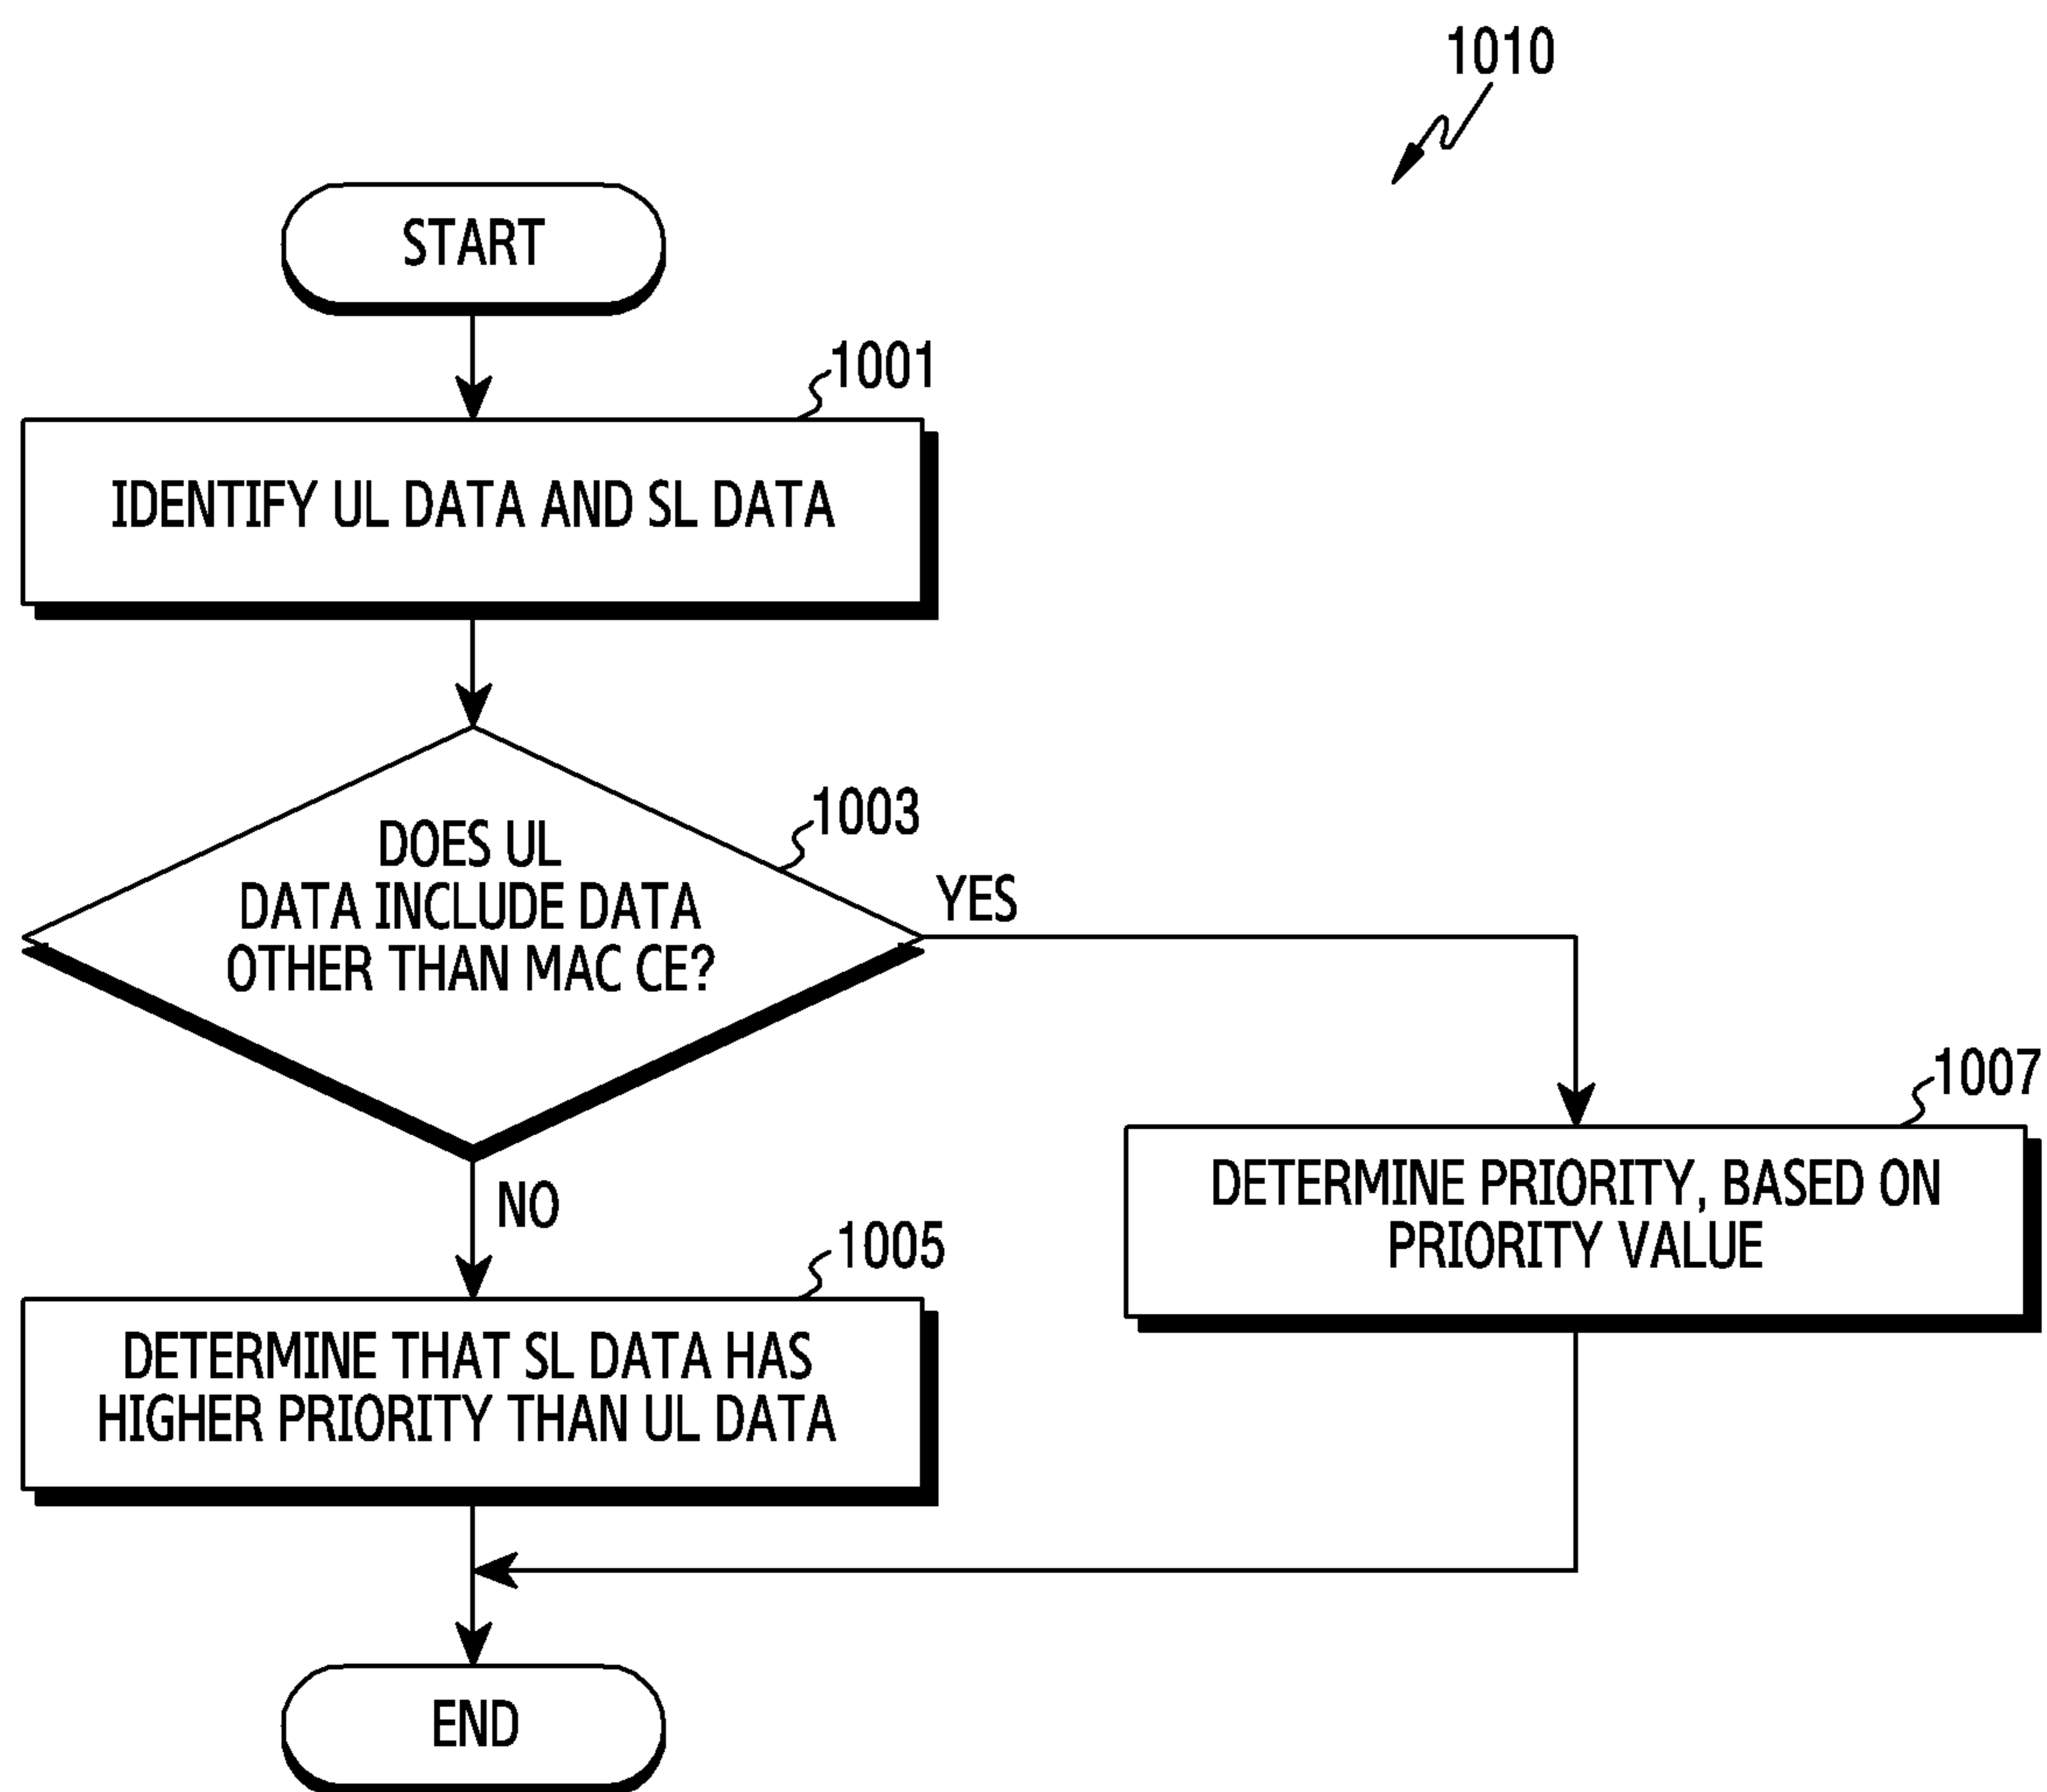 1010
START
1001
IDENTIFY UL DATA AND SL DATA
1003
DOES UL
DATA INCLUDE DATA
OTHER THAN MAC CE?
YES
1007
DETERMINE PRIORITY, BASED ON
PRIORITY VALUE
NO
1005
DETERMINE THAT SL DATA HAS
HIGHER PRIORITY THAN UL DATA
END